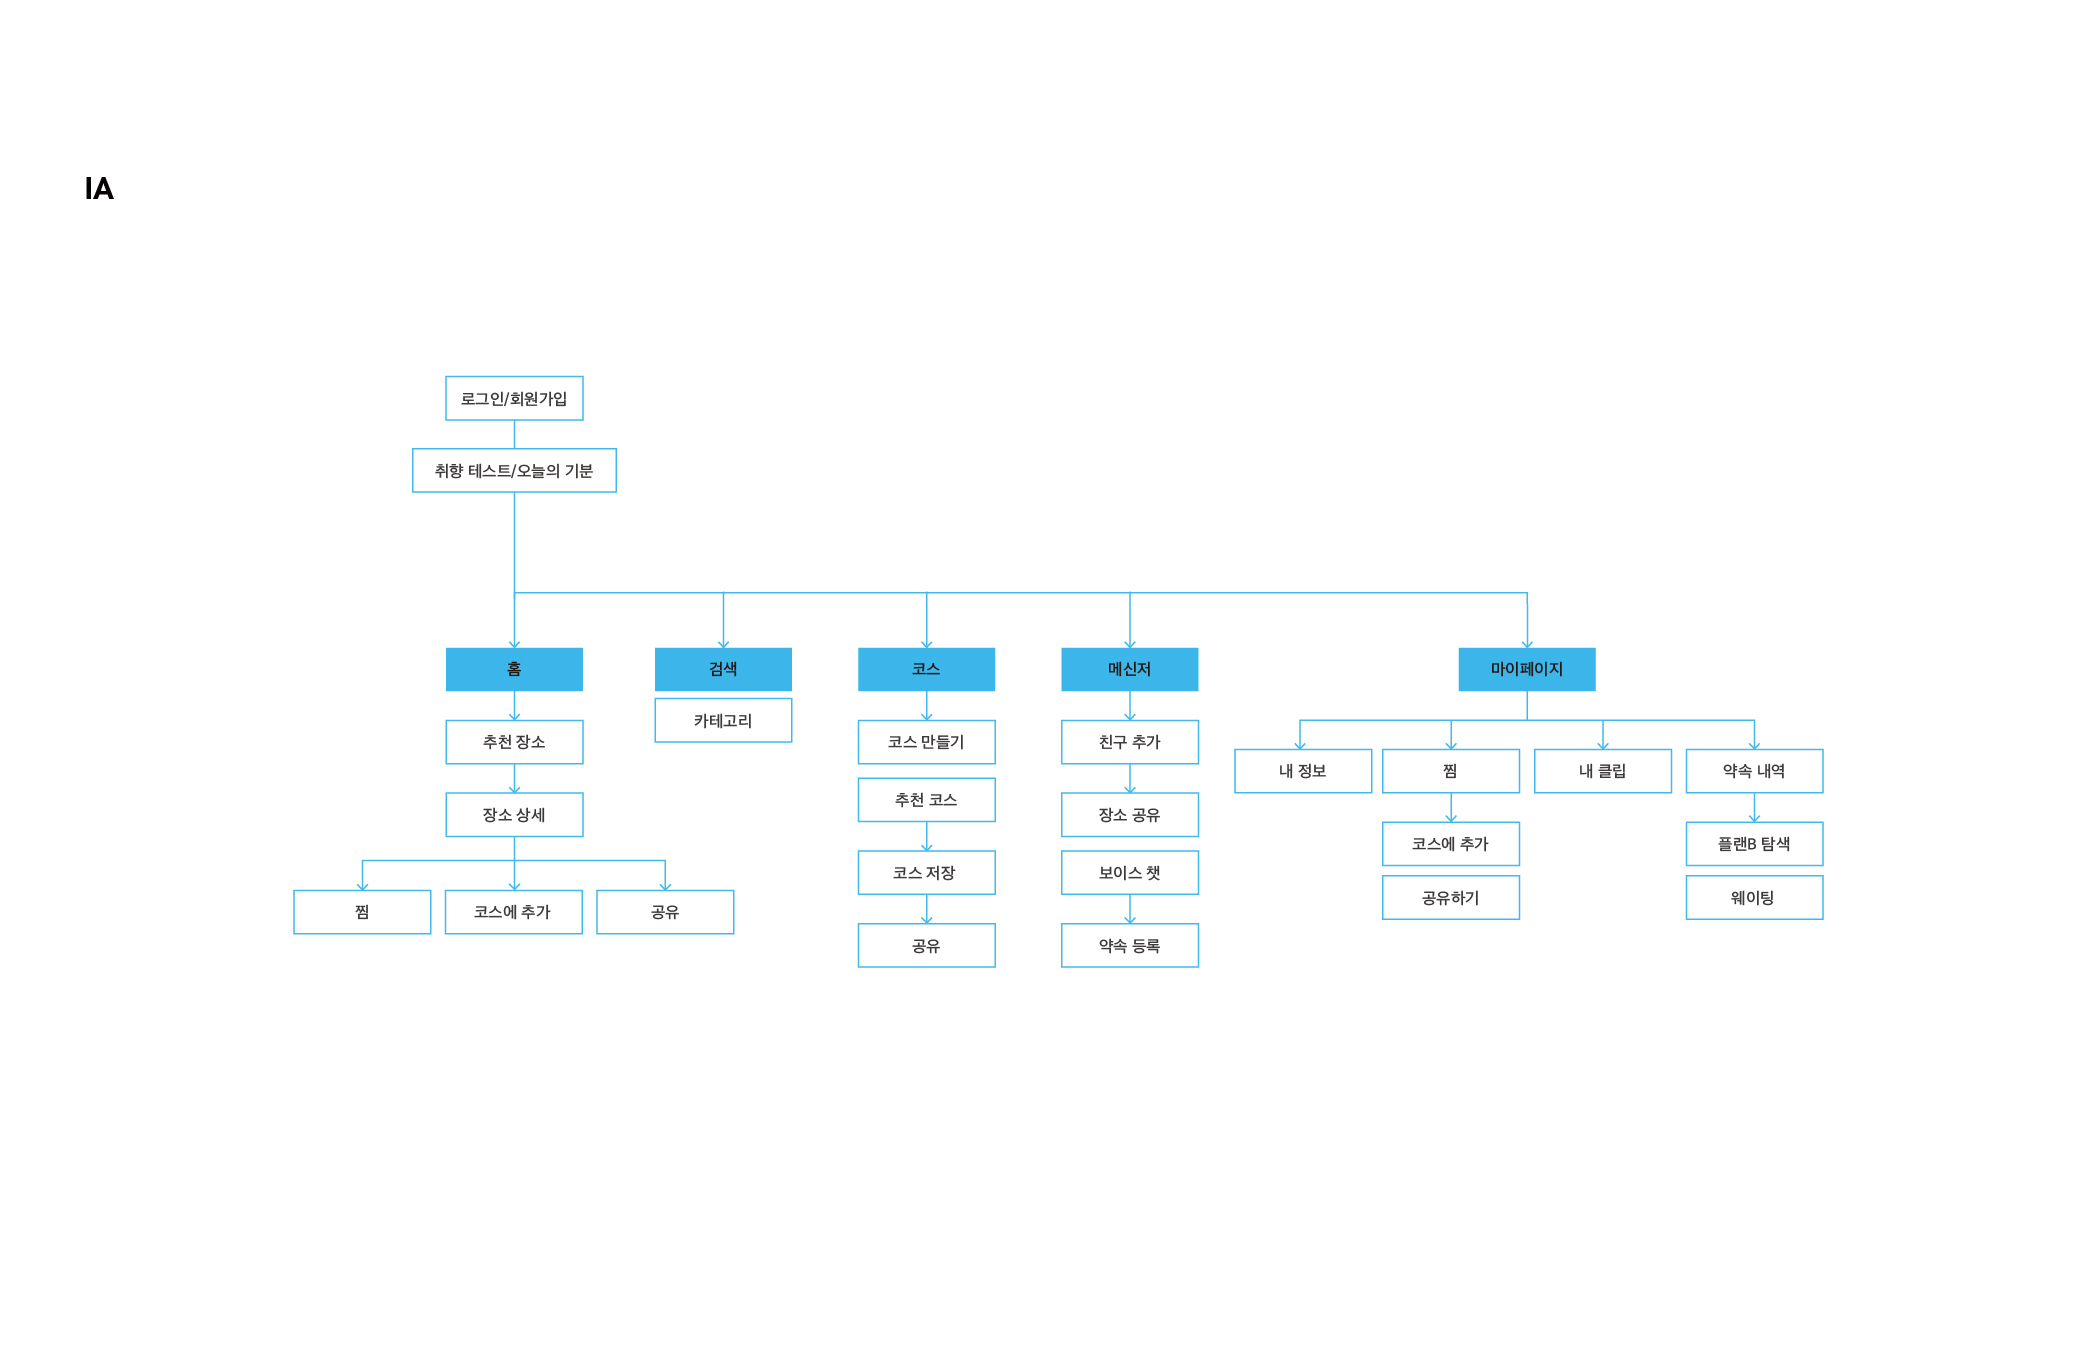 IA
로그인/회원가입
취향 테스트/오늘의 기분
홈
검색
코스
메신저
마이페이지
추천 장소
카테고리
코스 만들기
친구 추가
내 정보
찜
내 클립
약속 내역
추천 코스
장소 상세
장소 공유
코스에 추가
플랜B 탐색
코스 저장
보이스 챗
공유하기
웨이팅
찜
코스에 추가
공유
공유
약속 등록